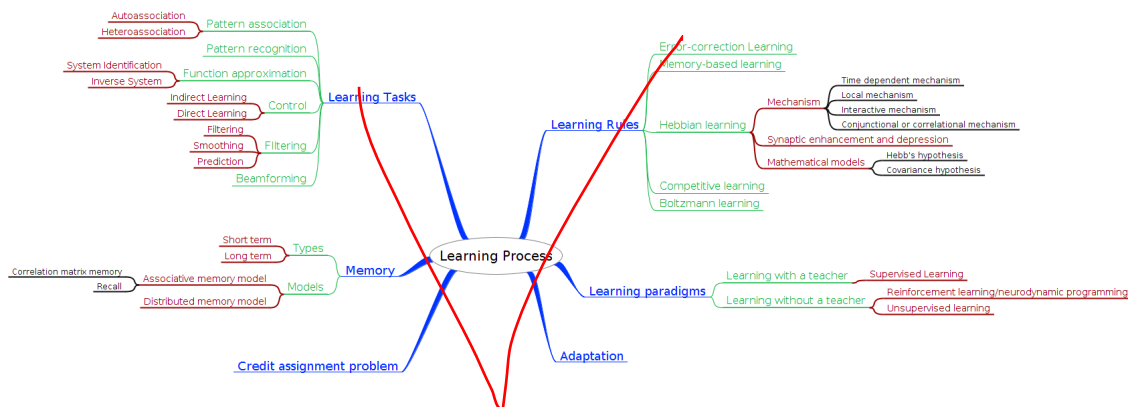 Learning Process
Learning Tasks
Pattern association
Autoassociation
Heteroassociation
Pattern recognition
Function approximation
System Identification
Inverse System
Control
Indirect Learning
Direct Learning
FIltering
Filtering
Smoothing
Prediction
Beamforming
Memory
Types
Short term
Long term
Models
Associative memory model
Correlation matrix memory
Recall
Distributed memory model
Credit assignment problem
Learning Rules
Error-correction Learning
Memory-based learning
Hebbian learning
Mechanism
Time dependent mechanism
Local mechanism
Interactive mechanism
Conjunctional or correlational mechanism
Synaptic enhancement and depression
Mathematical models
Hebb's hypothesis
Covariance hypothesis
Competitive learning
Boltzmann learning
Learning paradigms
Learning with a teacher
Supervised Learning
Learning without a teacher
Reinforcement learning/neurodynamic programming
Unsupervised learning
Adaptation